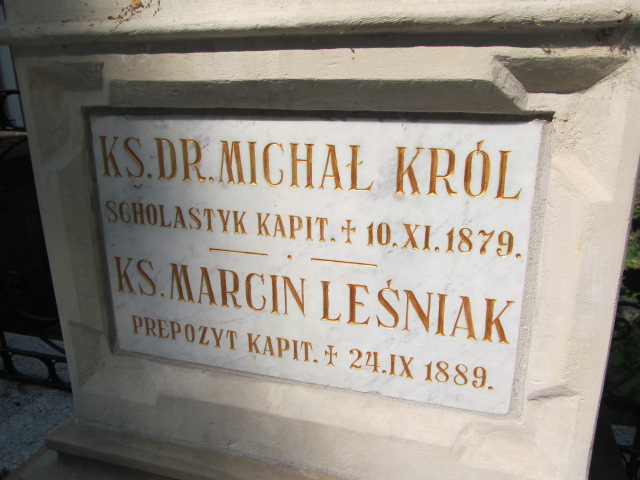 KS. DR. MICHAŁ KRÓL
SCHOLASTYK KAPIT. ✝ 10.XI.1879.
KS. MARCIN LEŚNIAK
PREPOZYT KAPIT. ✝ 24.IX 1889.